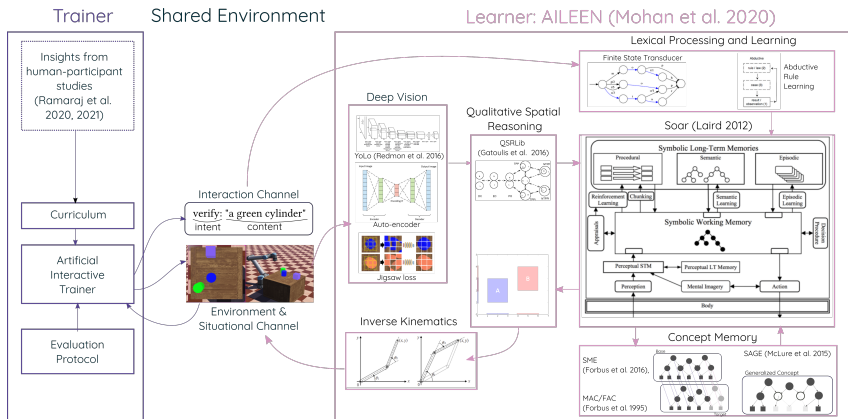 Trainer
Shared Environment
Learner: AILEEN (Mohan et al. 2020)
Insights from
human-participant
studies
(Ramaraj et al.
2020, 2021)
Curriculum
Artificial
Interactive
Trainer
Evaluation
Protocol
Interaction Channel
verify: "a green cylinder"
intent
content
Environment &
Situational Channel
Deep Vision
YoLo (Redmon et al. 2016)
Auto-encoder
Jigsaw loss
Qualitative Spatial
Reasoning
QSRLib
(Gatoulis et al. 2016)
A
B
Inverse Kinematics
(x, y)
(x, y)
Lexical Processing and Learning
Finite State Transducer
Abductive
Abductive
Rule
Learning
Soar (Laird 2012)
Symbolic Long-Term Memories
Procedural
Semantic
Episodic
Reinforcement
Learning
Chunking
Semantic
Learning
Episodic
Learning
Symbolic Working Memory
Appraisals
Decision
Procedure
Perceptual STM
Perceptual LT Memory
Perception
Mental Imagery
Action
Body
Concept Memory
SME
(Forbus et al. 2016),
MAC/FAC
(Forbus et al. 1995)
Base
Target
SAGE (McLure et al. 2015)
Generalized Concept